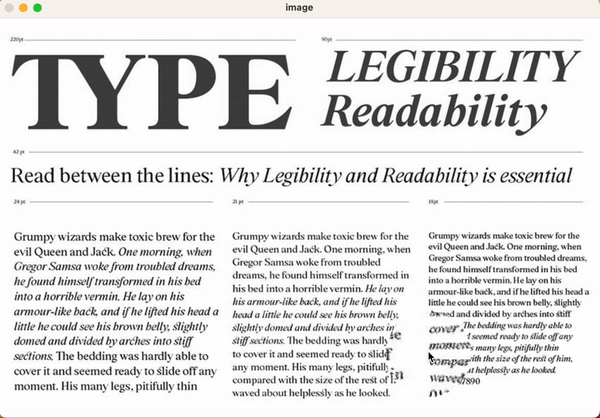 image
220pt
90pt
TYPE
LEGIBILITY
Readability
42 pt
Read between the lines: Why Legibility and Readability is essential
24 pt
21 pt
18pt
Grumpy wizards make toxic brew for the
evil Queen and Jack. One morning, when
Gregor Samsa woke from troubled dreams,
he found himself transformed in his bed
into a horrible vermin. He lay on his
armour-like back, and if he lifted his head a
little he could see his brown belly, slightly
domed and divided by arches into stiff
sections. The bedding was hardly able to
cover it and seemed ready to slide off any
moment. His many legs, pitifully thin
Grumpy wizards make toxic brew for the
evil Queen and Jack. One morning, when
Gregor Samsa woke from troubled
dreams, he found himself transformed in
his bed into a horrible vermin. He lay on
his armour-like back, and if he lifted his
head a little he could see his brown belly,
slightly domed and divided by arches in
stiff sections. The bedding was hardly
to cover it and seemed ready to slid
any moment. His many legs, pitifully
compared with the size of the rest of
waved about helplessly as he looked.
Grumpy wizards make toxic brew for the
evil Queen and Jack. One morning, when
Gregor Samsa woke from troubled dreams,
he found himself transformed in his bed
into a horrible vermin. He lay on his
armour-like back, and if he lifted his head a
little he could see his brown belly, slightly
and divided by arches into stiff
cover The bedding was hardly able to
it seemed ready to slide off any
moment, many legs, pitifully thin
compar with the size of the rest of him,
waved helplessly as he looked.
7890